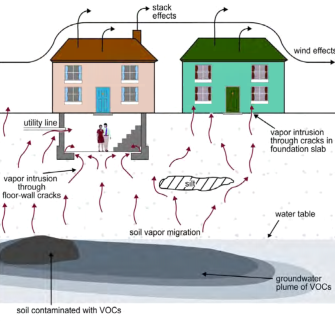 stack
effects
wind effects
utility line
vapor intrusion
through cracks in
foundation slab
vapor intrusion
through
floor-wall cracks
silt
water table
soil vapor migration
groundwater
plume of VOCs
soil contaminated with VOCs